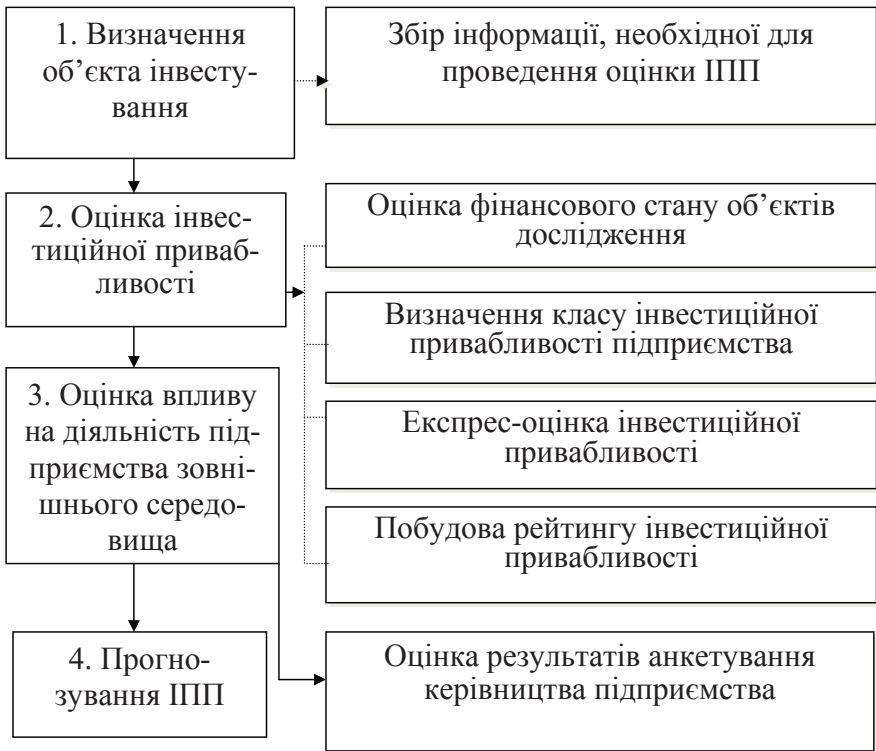 1. Визначення
об’єкта інвесту-
вання
Збір інформації, необхідної для
проведення оцінки ІПП
2. Оцінка інвес-
тиційної приваб-
ливості
Оцінка фінансового стану об’єктів
дослідження
Визначення класу інвестиційної
привабливості підприємства
Експрес-оцінка інвестиційної
привабливості
Побудова рейтингу інвестиційної
привабливості
3. Оцінка впливу
на діяльність під-
приємства зовні-
шнього середо-
вища
4. Прогно-
зування ІПП
Оцінка результатів анкетування
керівництва підприємства